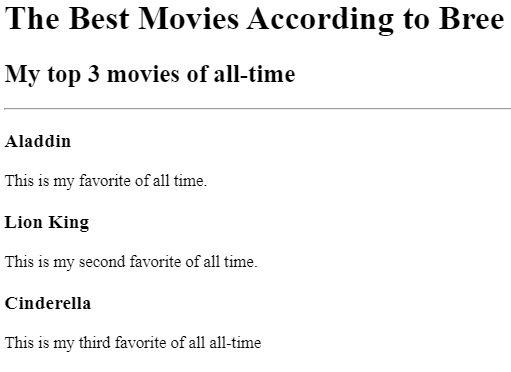 The Best Movies According to Bree
My top 3 movies of all-time
Aladdin
This is my favorite of all time.
Lion King
This is my second favorite of all time.
Cinderella
This is my third favorite of all all-time